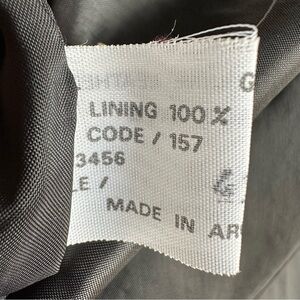 G
LINING 100%
CODE / 157
3456
LE /
MADE IN AR